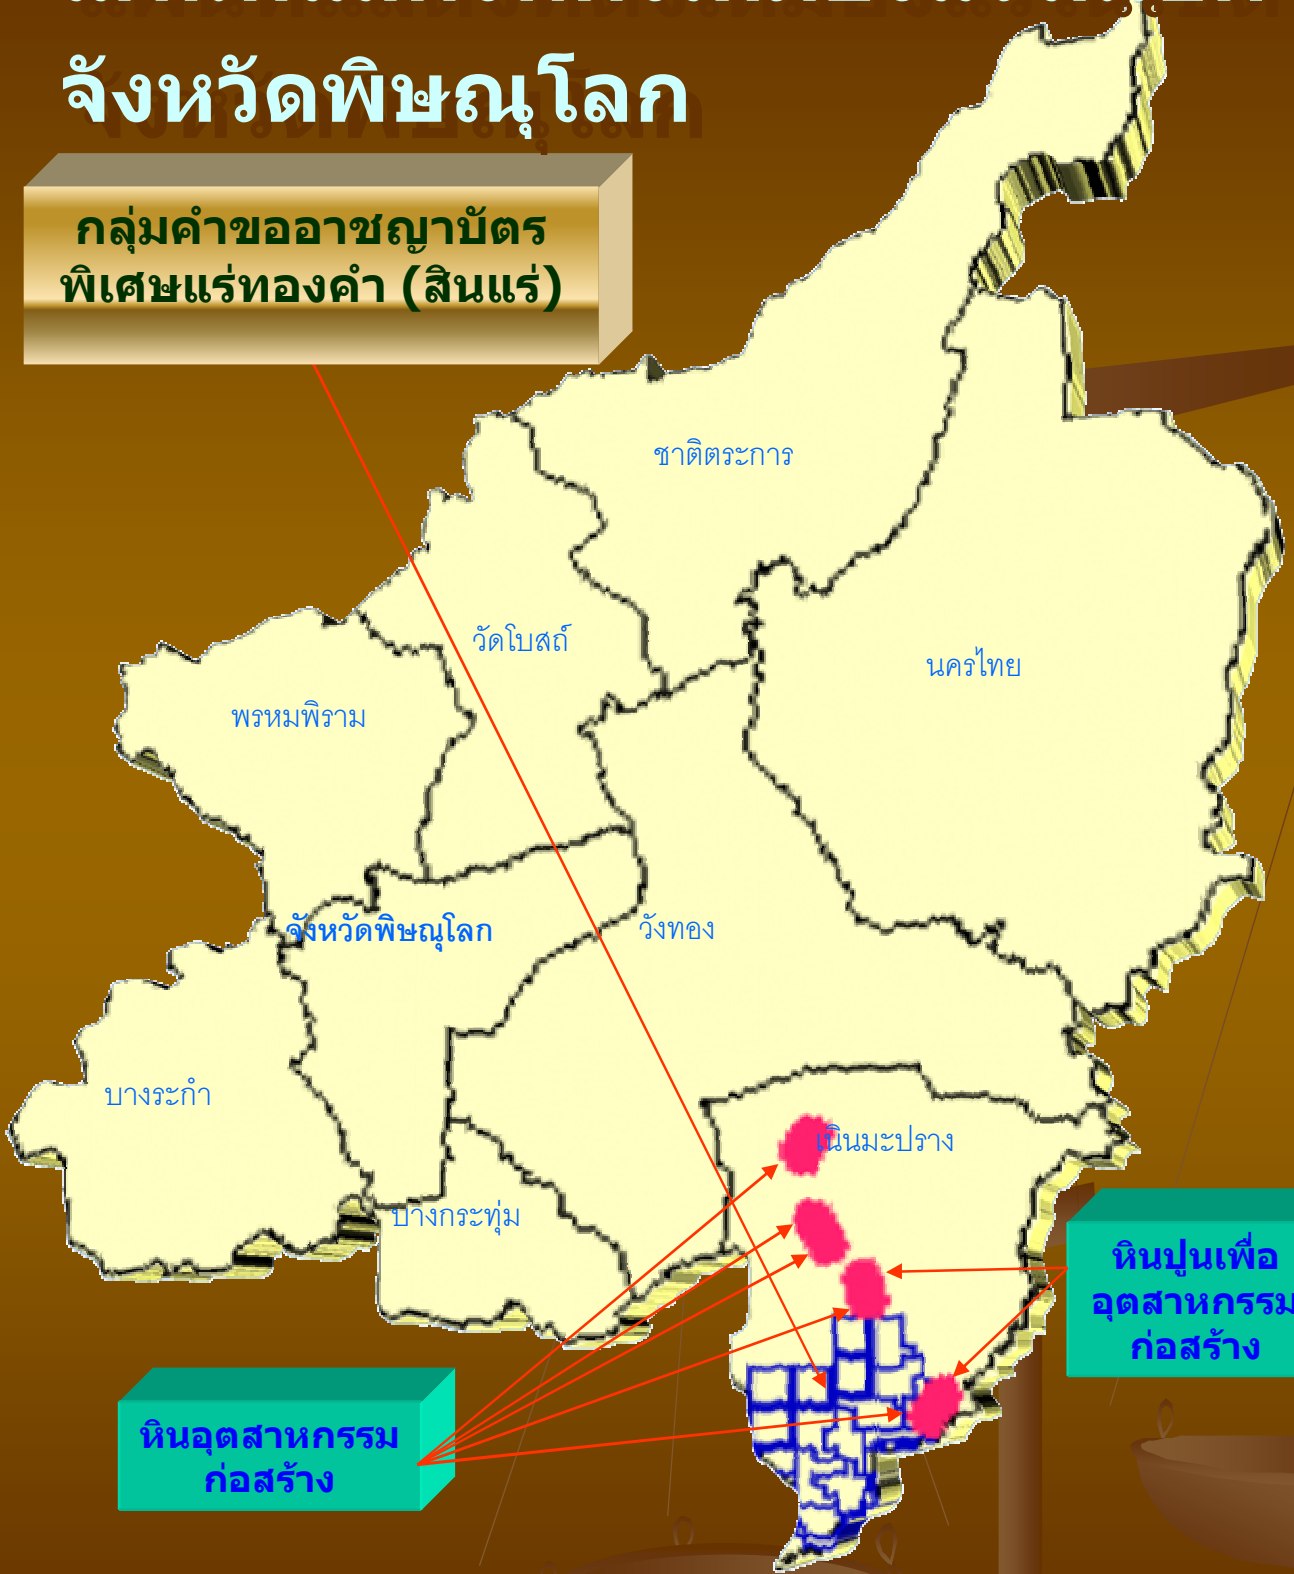 จังหวัดพิษณุโลก
กลุ่มคำขออาชญาบัตร
พิเศษแร่ทองคำ (สินแร่)
ชาติตระการ
วัดโบสถ์
นครไทย
พรหมพิราม
จังหวัดพิษณุโลก
วังทอง
บางระกำ
เนินมะปราง
บางกระทุ่ม
หินปูนเพื่อ
อุตสาหกรรม
ก่อสร้าง
หินอุตสาหกรรม
ก่อสร้าง